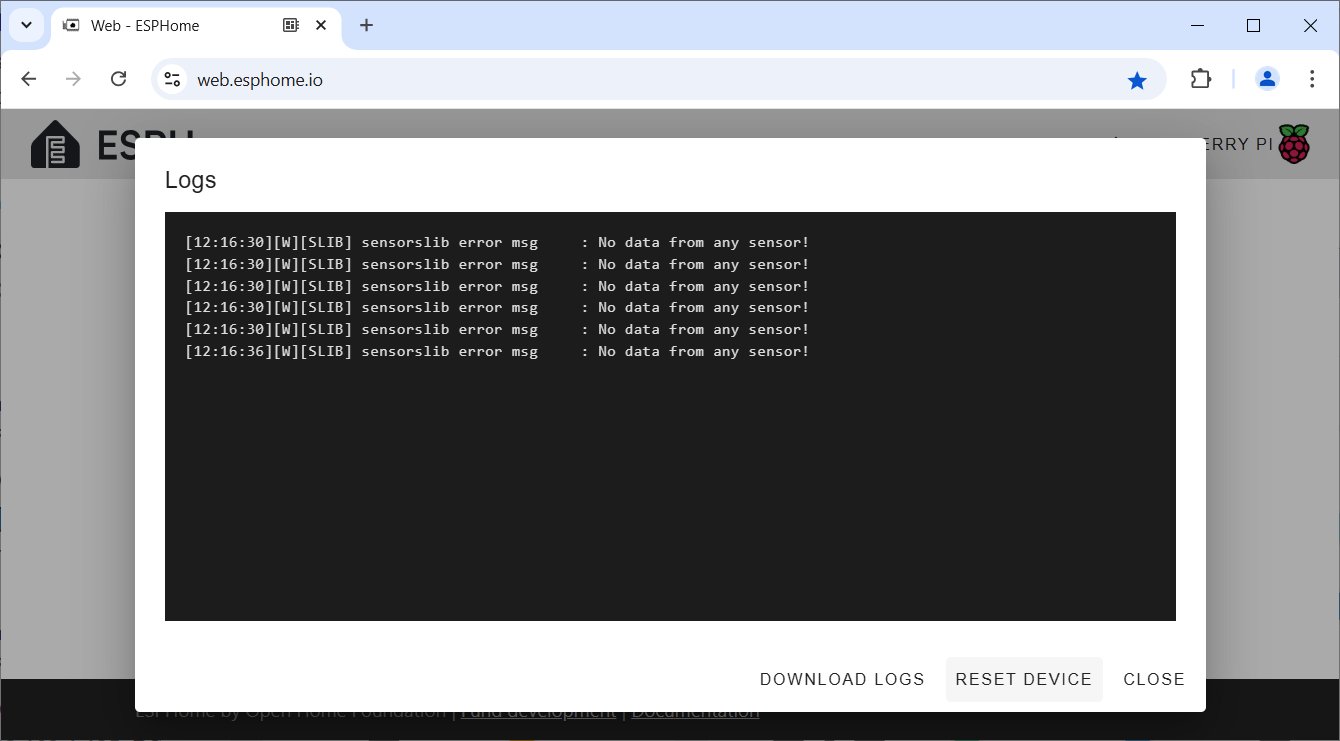 Web - ESPHome
web.esphome.io
Logs
[12:16:30][W][SLIB] sensorslib error msg     : No data from any sensor!
[12:16:30][W][SLIB] sensorslib error msg     : No data from any sensor!
[12:16:30][W][SLIB] sensorslib error msg     : No data from any sensor!
[12:16:30][W][SLIB] sensorslib error msg     : No data from any sensor!
[12:16:30][W][SLIB] sensorslib error msg     : No data from any sensor!
[12:16:36][W][SLIB] sensorslib error msg     : No data from any sensor!
DOWNLOAD LOGS RESET DEVICE CLOSE
ESPHome by Open Home Foundation | Fund development | Documentation